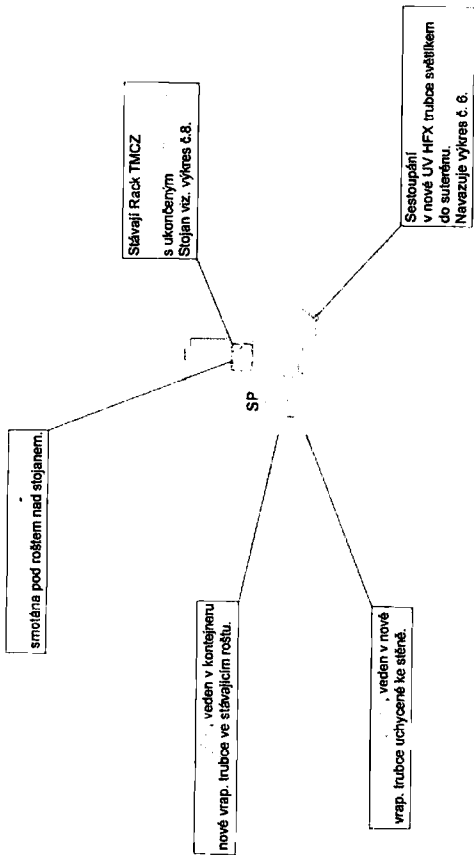 smotána pod roštem nad stojanem.
Stávají Rack TMCZ
s ukončeným
Stojan viz. výkres č.8.
SP
, veden v kontejneru
nové vrap. trubce ve stávajícím roštu.
, veden v nové
vrap. trubce uchycené ke stěně.
Sestoupání
v nové UV HFX trubce světlíkem
do suterénu.
Navazuje výkres č. 6.